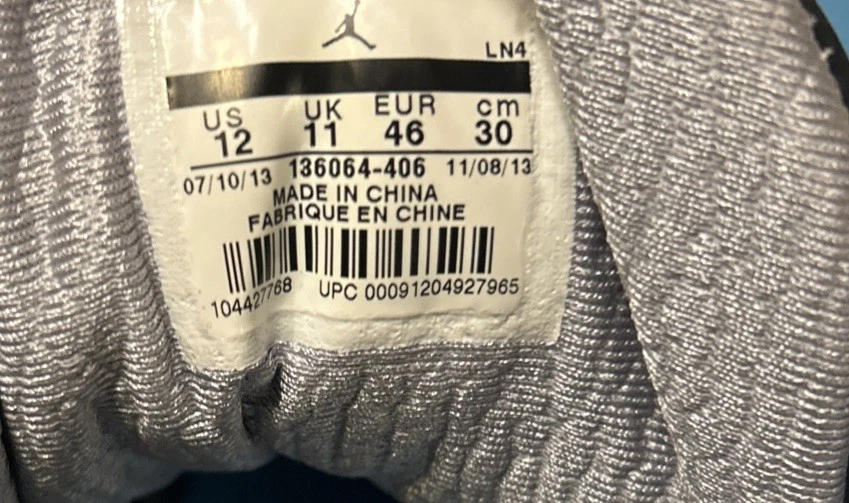 LN4
US UK EUR cm
12 11 46 30
07/10/13 136064-406 11/08/13
MADE IN CHINA
FABRIQUE EN CHINE
104427768 UPC 00091204927965